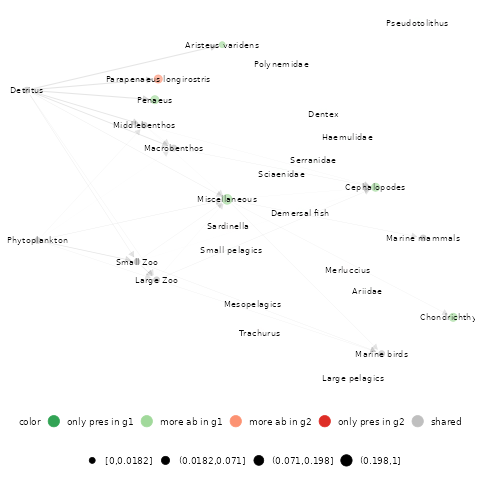 Pseudotolithus
Aristeus varidens
Polynemidae
Parapenaeus longirostris
Detritus
Penaeus
Dentex
Middlebenthos
Haemulidae
Macrobenthos
Serranidae
Sciaenidae
Cephalopodes
Miscellaneous
Demersal fish
Sardinella
Marine mammals
Phytoplankton
Small pelagics
Small Zoo
Merluccius
Large Zoo
Ariidae
Mesopelagics
Chondrichthy
Trachurus
Marine birds
Large pelagics
color only pres in g1 more ab in g1 more ab in g2 only pres in g2 shared
[0,0.0182] (0.0182,0.071] (0.071,0.198] (0.198,1]